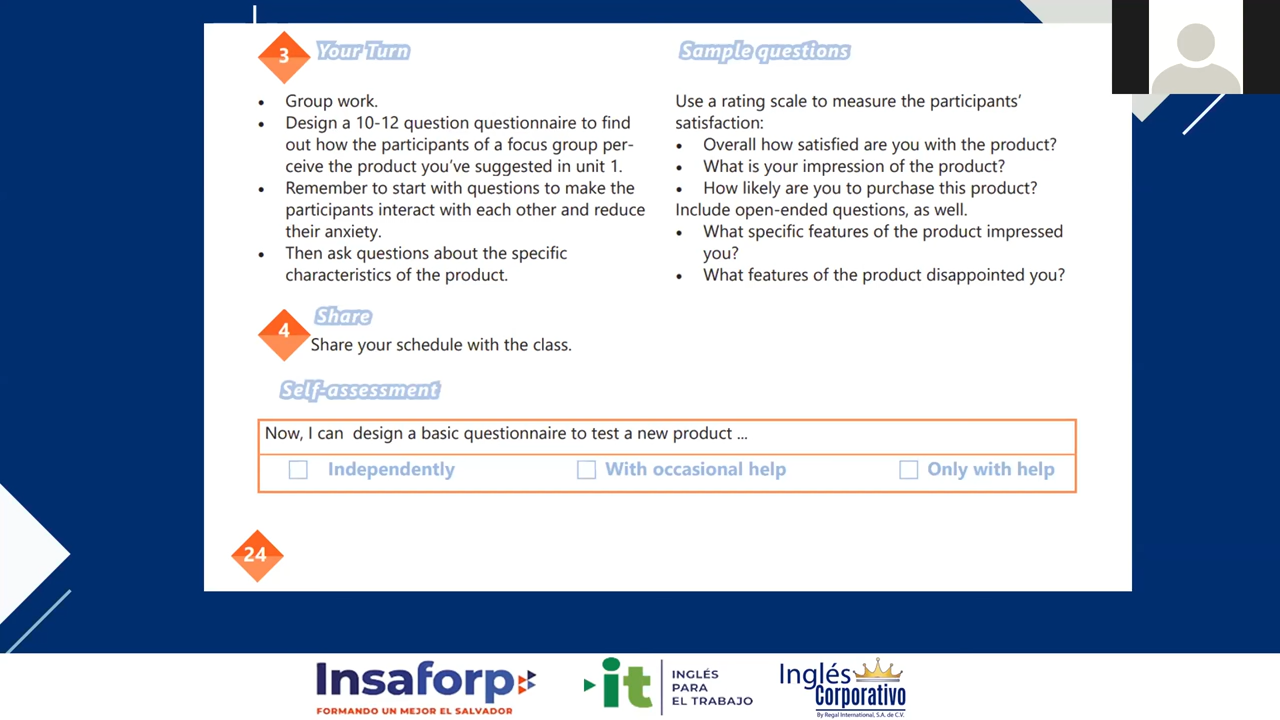 3
Your Turn
• Group work.
• Design a 10-12 question questionnaire to find
out how the participants of a focus group per-
ceive the product you've suggested in unit 1.
• Remember to start with questions to make the
participants interact with each other and reduce
their anxiety.
• Then ask questions about the specific
characteristics of the product.
Sample questions
Use a rating scale to measure the participants'
satisfaction:
• Overall how satisfied are you with the product?
• What is your impression of the product?
• How likely are you to purchase this product?
Include open-ended questions, as well.
• What specific features of the product impressed
you?
• What features of the product disappointed you?
4
Share
Share your schedule with the class.
Self-assessment
Now, I can design a basic questionnaire to test a new product ...
Independently
With occasional help
Only with help
24
Insaforp
FORMANDO UN MEJOR EL SALVADOR
it
INGLÉS
PARA
EL TRABAJO
Inglés
Corporativo
By Regal International, S.A. de C.V.